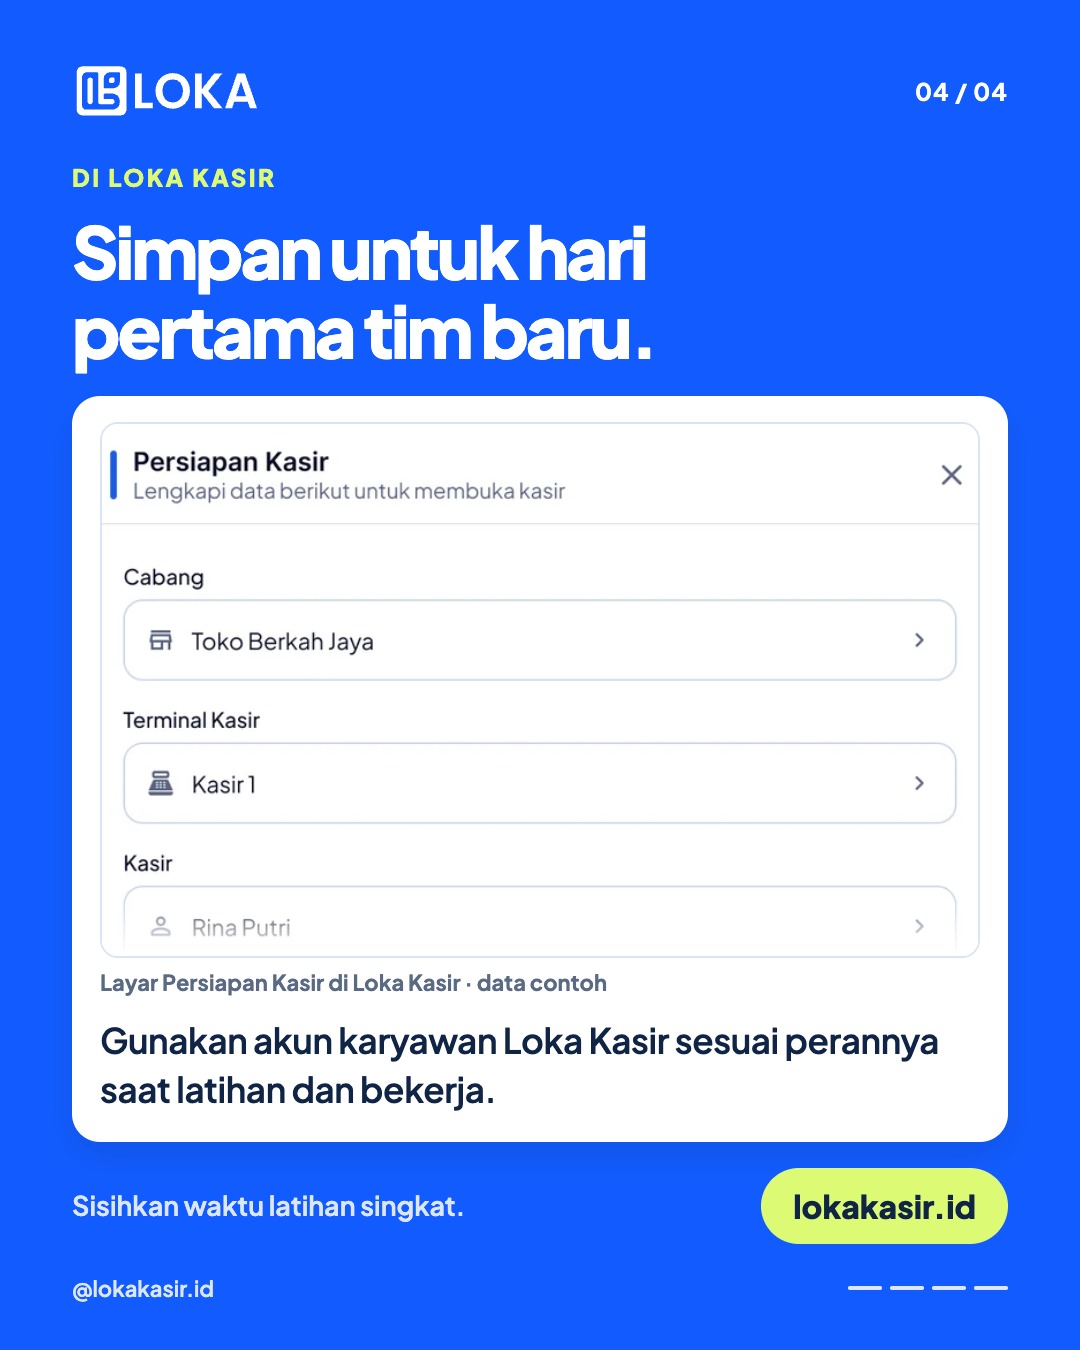 LOKA
04 / 04
DI LOKA KASIR
Simpan untuk hari
pertama tim baru.
Persiapan Kasir
Lengkapi data berikut untuk membuka kasir
Cabang
Toko Berkah Jaya
Terminal Kasir
Kasir 1
Kasir
Rina Putri
Layar Persiapan Kasir di Loka Kasir · data contoh
Gunakan akun karyawan Loka Kasir sesuai perannya
saat latihan dan bekerja.
Sisihkan waktu latihan singkat.
lokakasir.id
@lokakasir.id